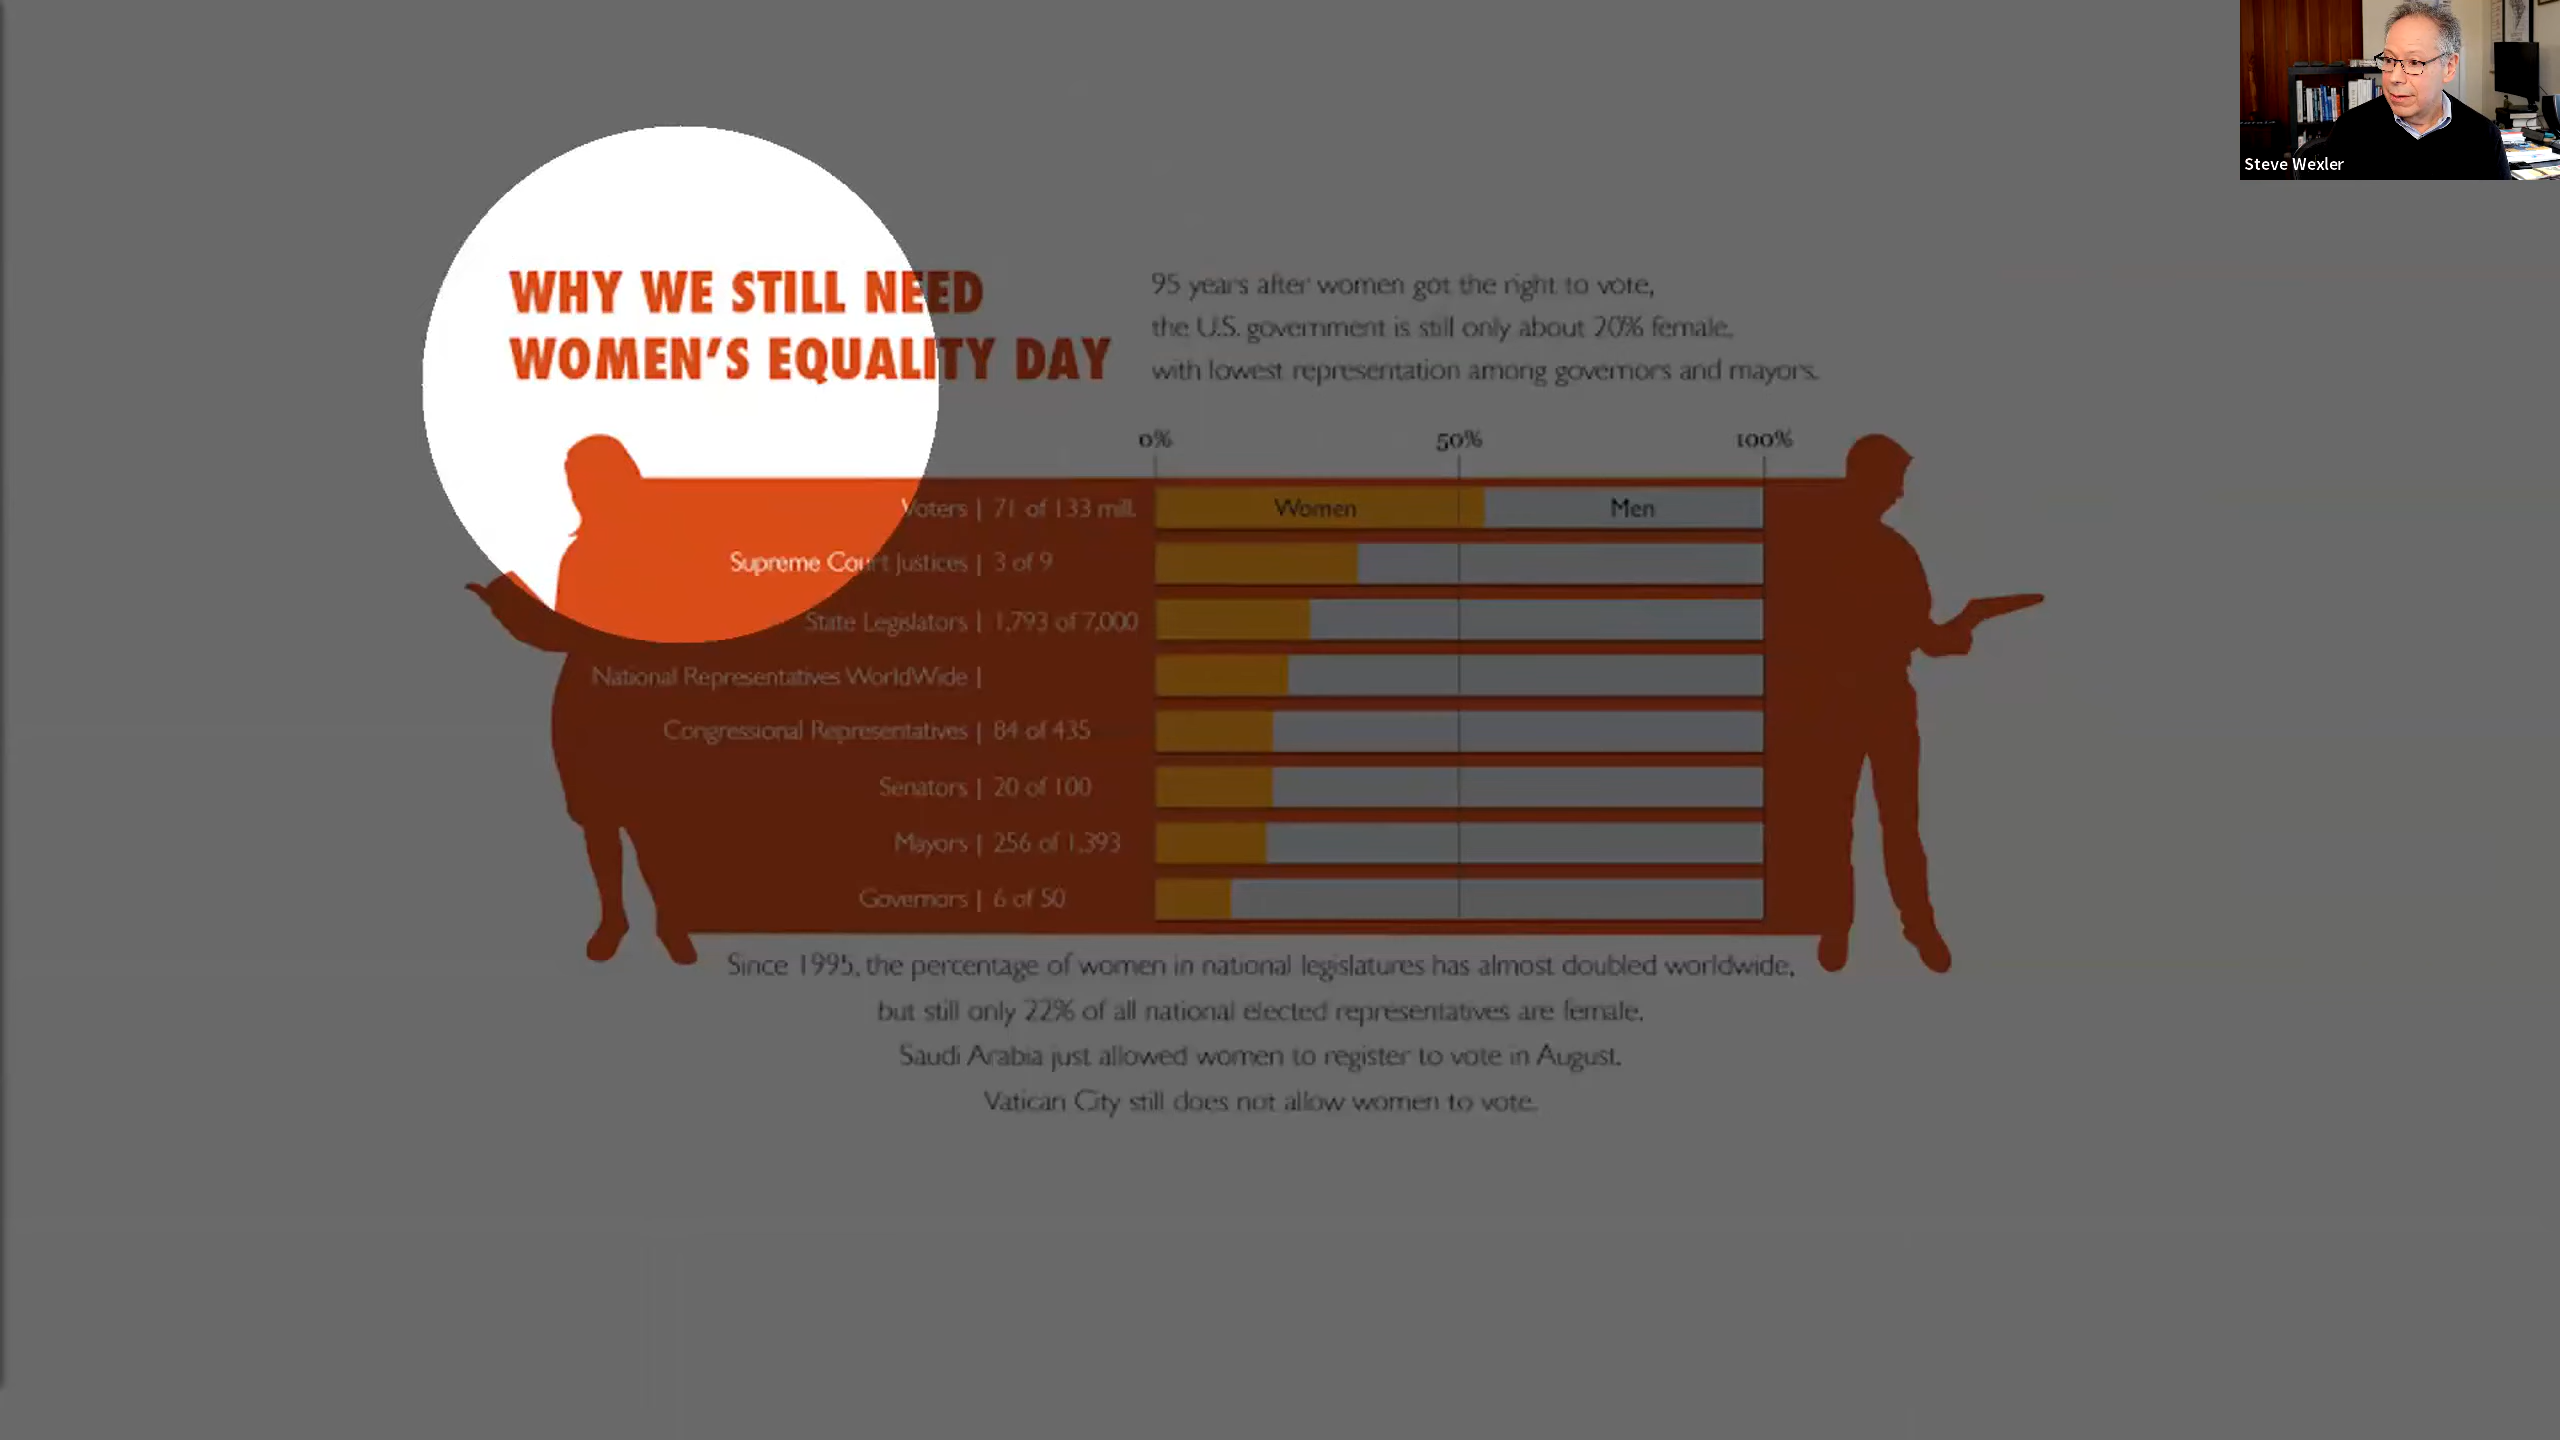 Steve Wexler
WHY WE STILL NEED
WOMEN'S EQUALITY DAY
95 years after women got the right to vote,
the U.S. government is still only about 20% female,
with lowest representation among governors and mayors.
0% 50% 100%
Voters | 71 of 133 mill. Women Men
Supreme Court Justices | 3 of 9
State Legislators | 1,793 of 7,000
National Representatives WorldWide |
Congressional Representatives | 84 of 435
Senators | 20 of 100
Mayors | 256 of 1,393
Governors | 6 of 50
Since 1995, the percentage of women in national legislatures has almost doubled worldwide,
but still only 22% of all national elected representatives are female.
Saudi Arabia just allowed women to register to vote in August.
Vatican City still does not allow women to vote.